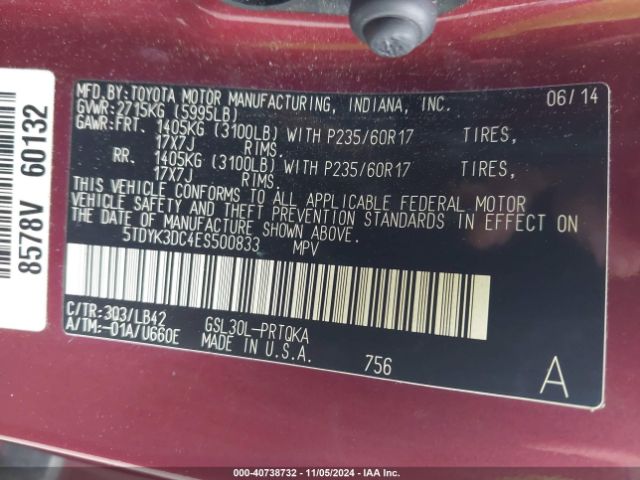 MFD.BY:TOYOTA MOTOR MANUFACTURING, INDIANA, INC. 06/14
GVWR:2715KG (5995LB)
GAWR:FRT. 1405KG (3100LB) WITH P235/60R17 TIRES,
17X7J RIMS.
RR. 1405KG (3100LB) WITH P235/60R17 TIRES,
17X7J RIMS.
THIS VEHICLE CONFORMS TO ALL APPLICABLE FEDERAL MOTOR
VEHICLE SAFETY AND THEFT PREVENTION STANDARDS IN EFFECT ON
THE DATE OF MANUFACTURE SHOWN ABOVE.
5TDYK3DC4ES500833 MPV
C/TR:3Q3/LB42 GSL30L-PRTQKA
A/TM:-01A/U660E MADE IN U.S.A.
756
A
8578V 60132
000-40738732 - 11/05/2024 - IAAI.com